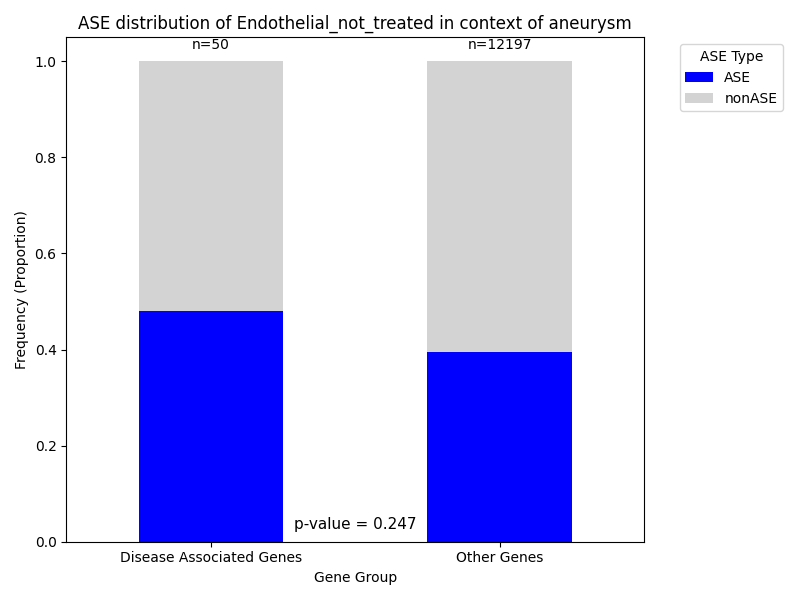 ASE distribution of Endothelial_not_treated in context of aneurysm
n=50
n=12197
ASE Type
ASE
nonASE
Frequency (Proportion)
1.0
0.8
0.6
0.4
0.2
0.0
p-value = 0.247
Disease Associated Genes
Other Genes
Gene Group